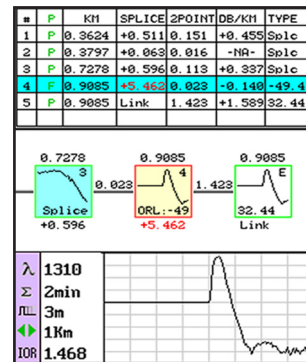 # P KM SPLICE 2POINT DB/KM TYPE
1 P 0.3624 +0.511 0.151 +0.455 Splc
2 P 0.3797 +0.063 0.016 -NA- Splc
3 P 0.7278 +0.596 0.113 +0.337 Splc
4 F 0.9085 +5.462 0.023 -0.140 -49.4
5 P 0.9085 Link 1.423 +1.589 32.44
0.7278 0.9085 0.9085
3 4 E
0.023 1.423
Splice ORL:-49 32.44
+0.596 +5.462 Link
λ 1310
Σ 2min
3m
1Km
IOR 1.468